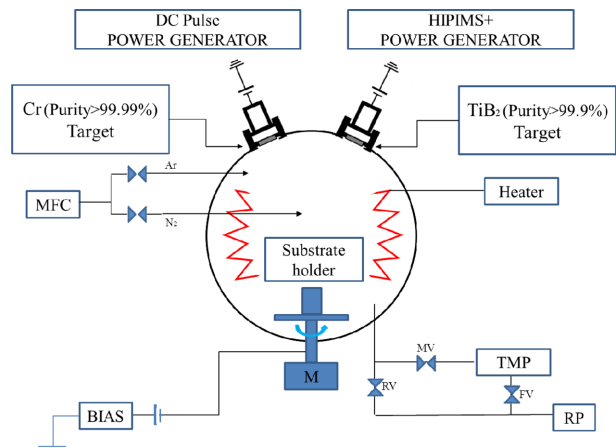 DC Pulse
POWER GENERATOR
HIPIMS+
POWER GENERATOR
Cr (Purity>99.99%)
Target
TiB₂ (Purity>99.9%)
Target
Ar
MFC
N₂
Heater
Substrate
holder
M
MV
TMP
RV
FV
BIAS
RP